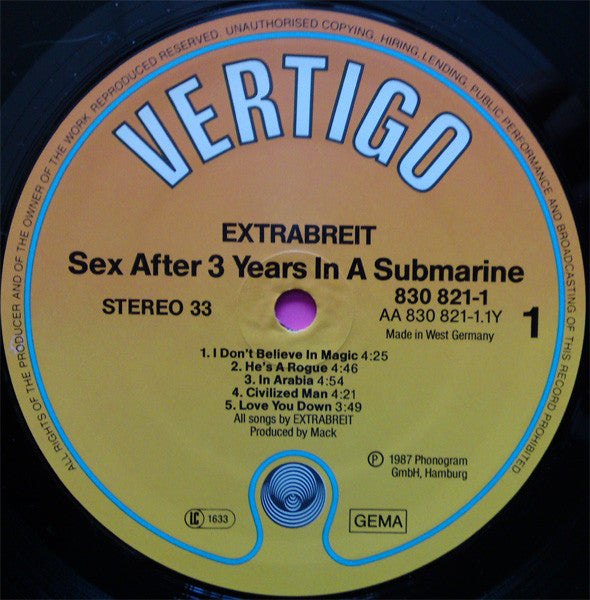 ALL RIGHTS OF THE PRODUCER AND OF THE OWNER OF THE WORK REPRODUCED RESERVED. UNAUTHORISED COPYING, HIRING, LENDING, PUBLIC PERFORMANCE AND BROADCASTING OF THIS RECORD PROHIBITED
VERTIGO
EXTRABREIT
Sex After 3 Years In A Submarine
STEREO 33
830 821-1
AA 830 821-1.1Y
Made in West Germany
1
1. I Don't Believe In Magic 4:25
2. He's A Rogue 4:46
3. In Arabia 4:54
4. Civilized Man 4:21
5. Love You Down 3:49
All songs by EXTRABREIT
Produced by Mack
Ⓟ 1987 Phonogram
GmbH, Hamburg
LC 1633
GEMA